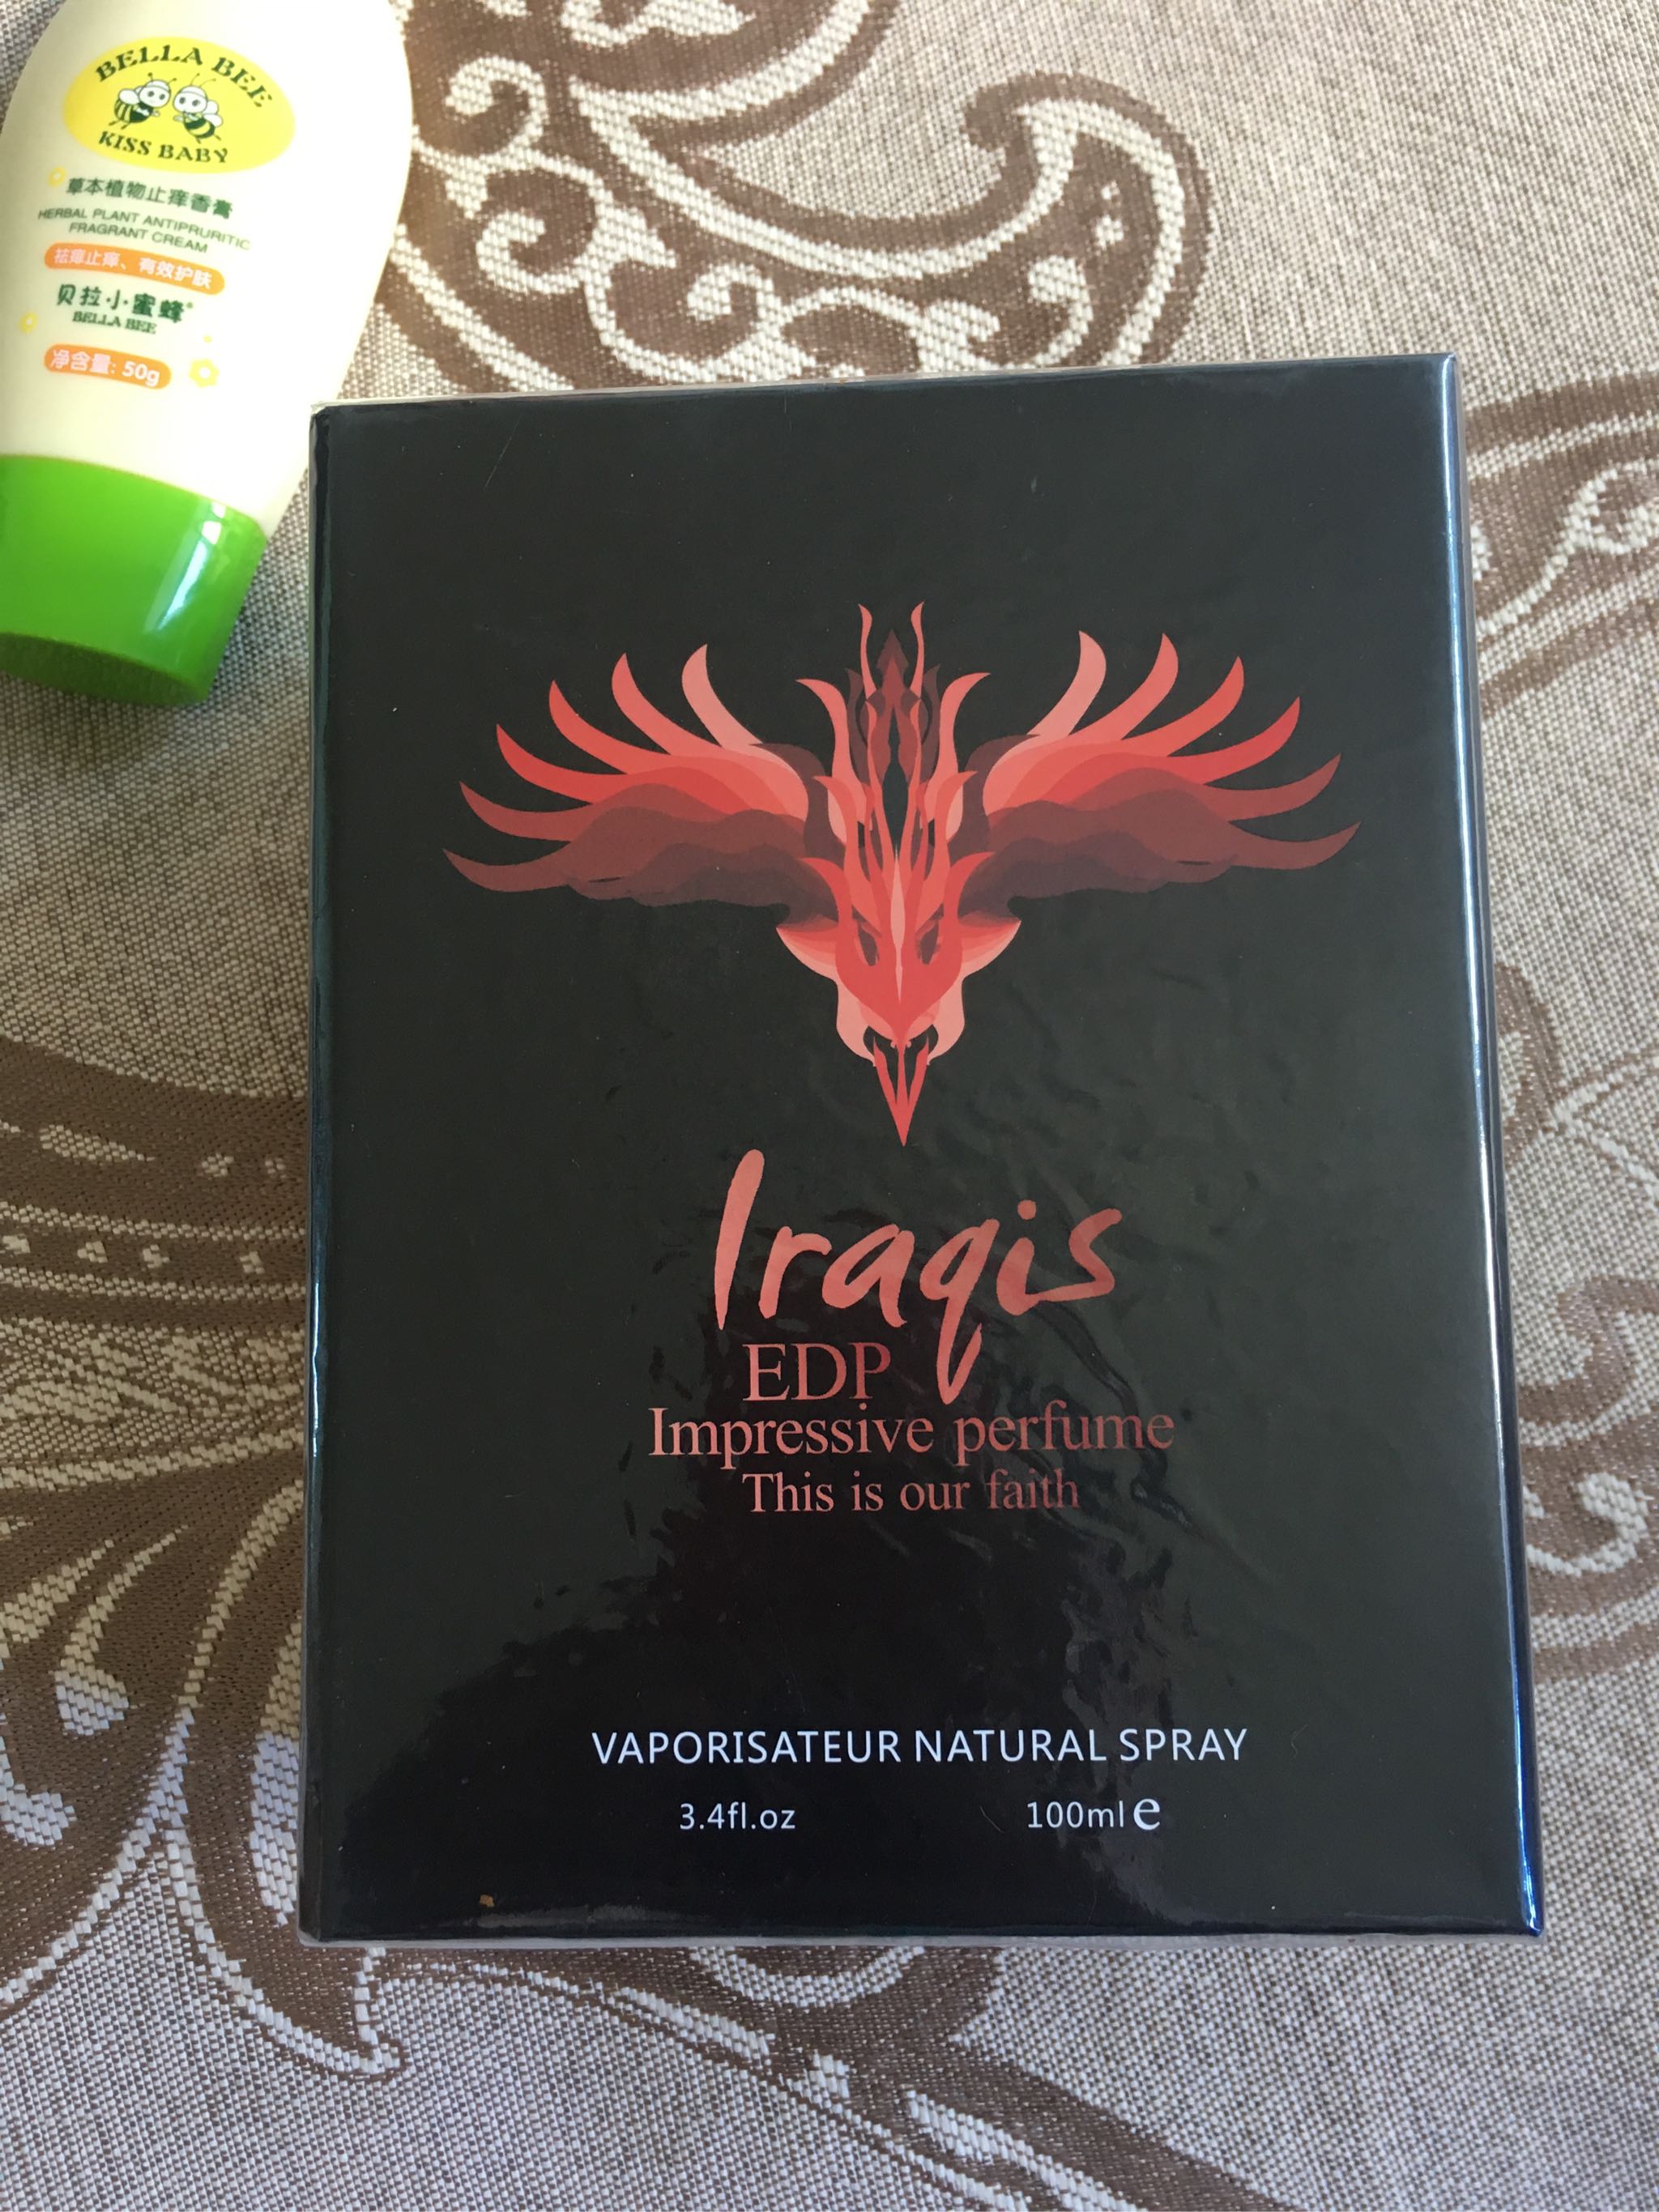 BELLA BEE
KISS BABY
草本植物止痒香膏
HERBAL PLANT ANTIPRURITIC
FRAGRANT CREAM
祛痱止痒、有效护肤
贝拉·小蜜蜂®
BELLA BEE
净含量: 50g
Iraqis
EDP
Impressive perfume
This is our faith
VAPORISATEUR NATURAL SPRAY
3.4fl.oz 100ml e